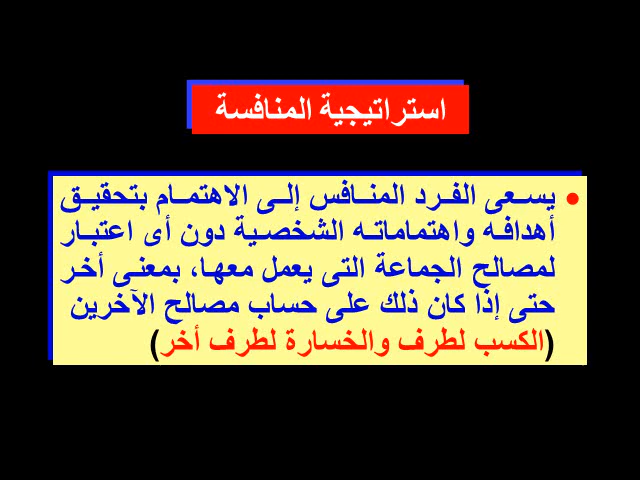 استراتيجية المنافسة
• يسعى الفرد المنافس إلى الاهتمام بتحقيق
أهدافه واهتماماته الشخصية دون أى اعتبار
لمصالح الجماعة التى يعمل معها، بمعنى أخر
حتى إذا كان ذلك على حساب مصالح الآخرين
(الكسب لطرف والخسارة لطرف أخر)